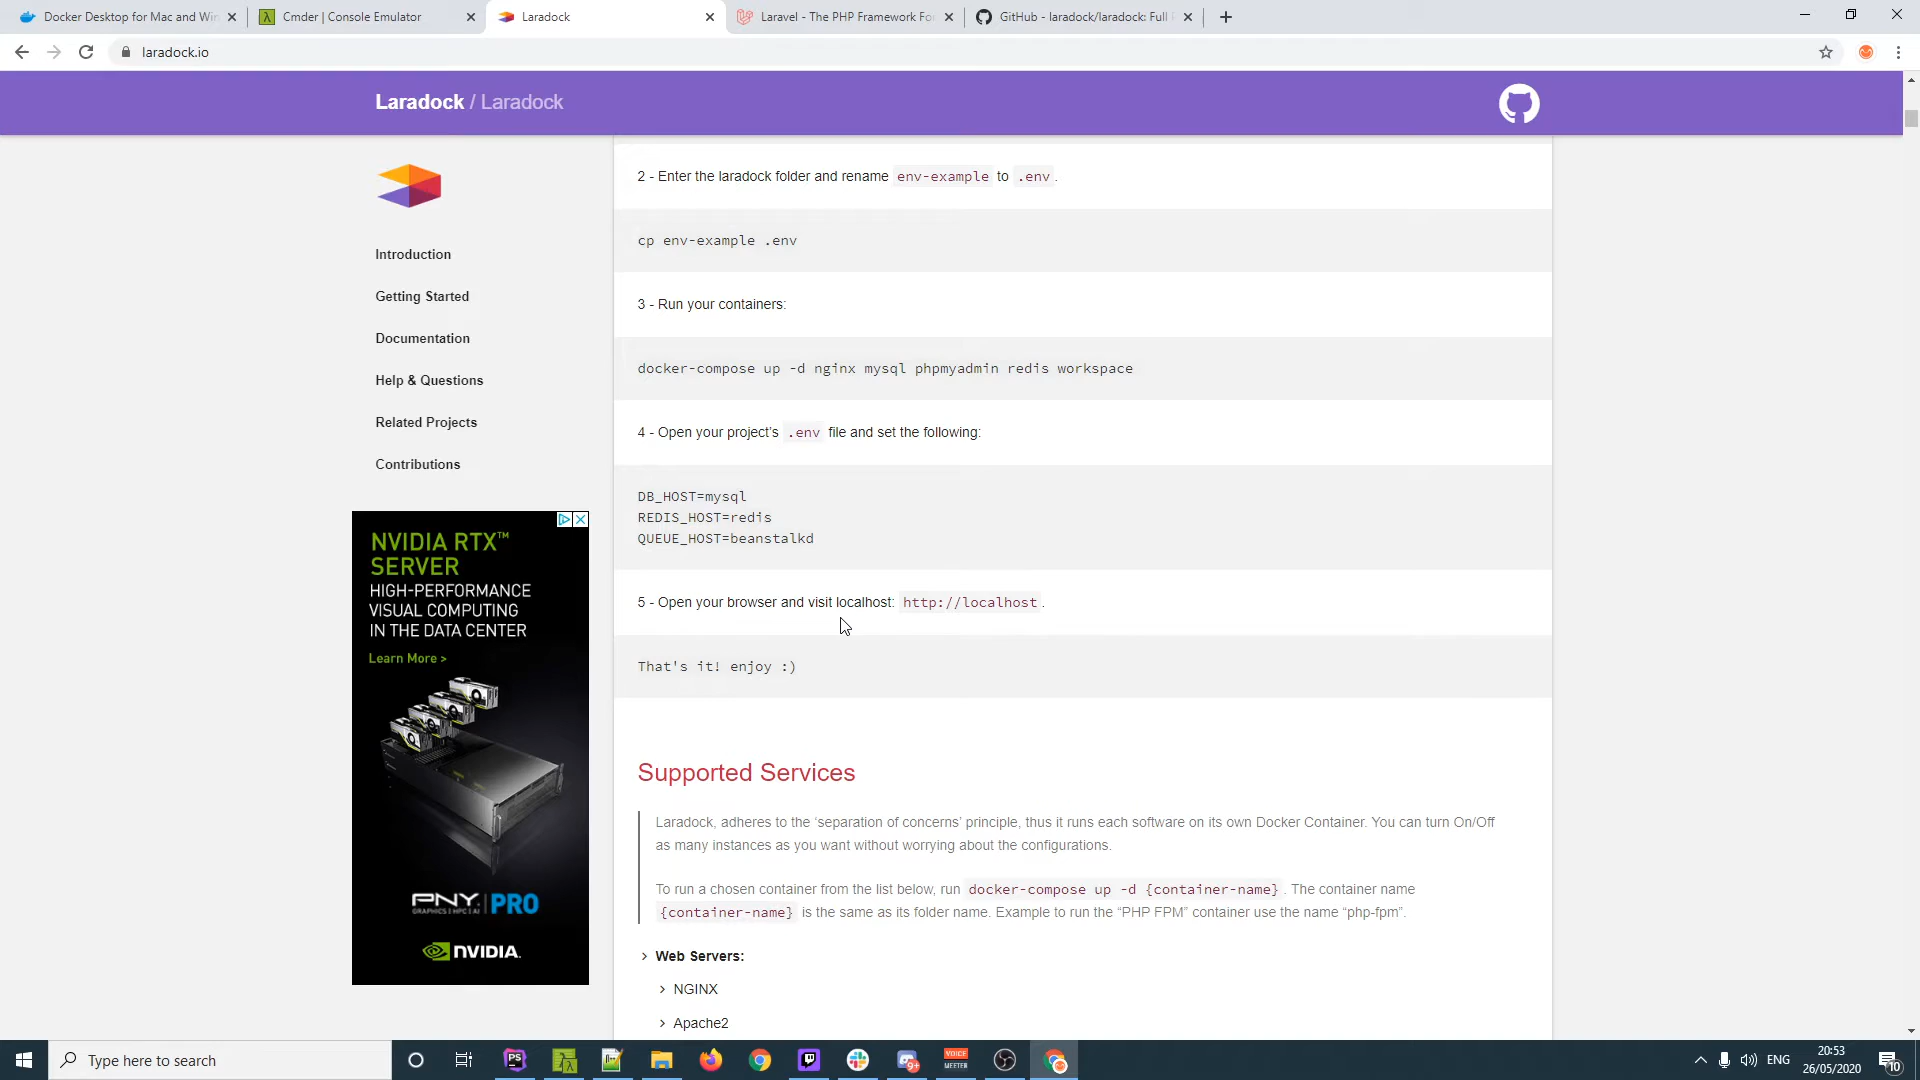 Docker Desktop for Mac and Win
Cmder | Console Emulator
Laradock
Laravel - The PHP Framework Fo
GitHub - laradock/laradock: Full
laradock.io
Laradock / Laradock
Introduction
Getting Started
Documentation
Help & Questions
Related Projects
Contributions
NVIDIA RTX™
SERVER
HIGH-PERFORMANCE
VISUAL COMPUTING
IN THE DATA CENTER
Learn More >
PNY PRO
GRAPHICS | HPC | AI
NVIDIA.
2 - Enter the laradock folder and rename env-example to .env.
cp env-example .env
3 - Run your containers:
docker-compose up -d nginx mysql phpmyadmin redis workspace
4 - Open your project's .env file and set the following:
DB_HOST=mysql
REDIS_HOST=redis
QUEUE_HOST=beanstalkd
5 - Open your browser and visit localhost: http://localhost.
That's it! enjoy :)
Supported Services
Laradock, adheres to the ‘separation of concerns’ principle, thus it runs each software on its own Docker Container. You can turn On/Off
as many instances as you want without worrying about the configurations.
To run a chosen container from the list below, run docker-compose up -d {container-name}. The container name
{container-name} is the same as its folder name. Example to run the “PHP FPM” container use the name “php-fpm”.
> Web Servers:
> NGINX
> Apache2
Type here to search
PS
9+
VOICE
MEETER
ENG
20:53
26/05/2020
10